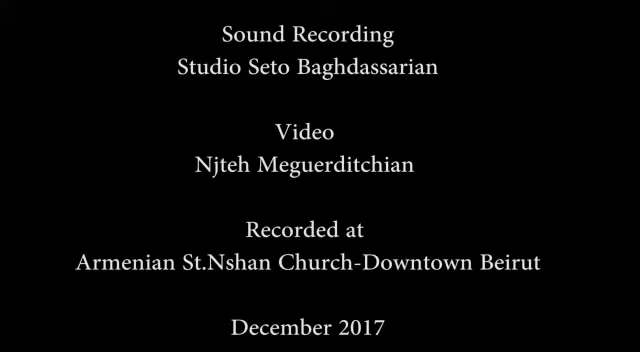 Sound Recording
Studio Seto Baghdassarian
Video
Njteh Meguerditchian
Recorded at
Armenian St.Nshan Church-Downtown Beirut
December 2017